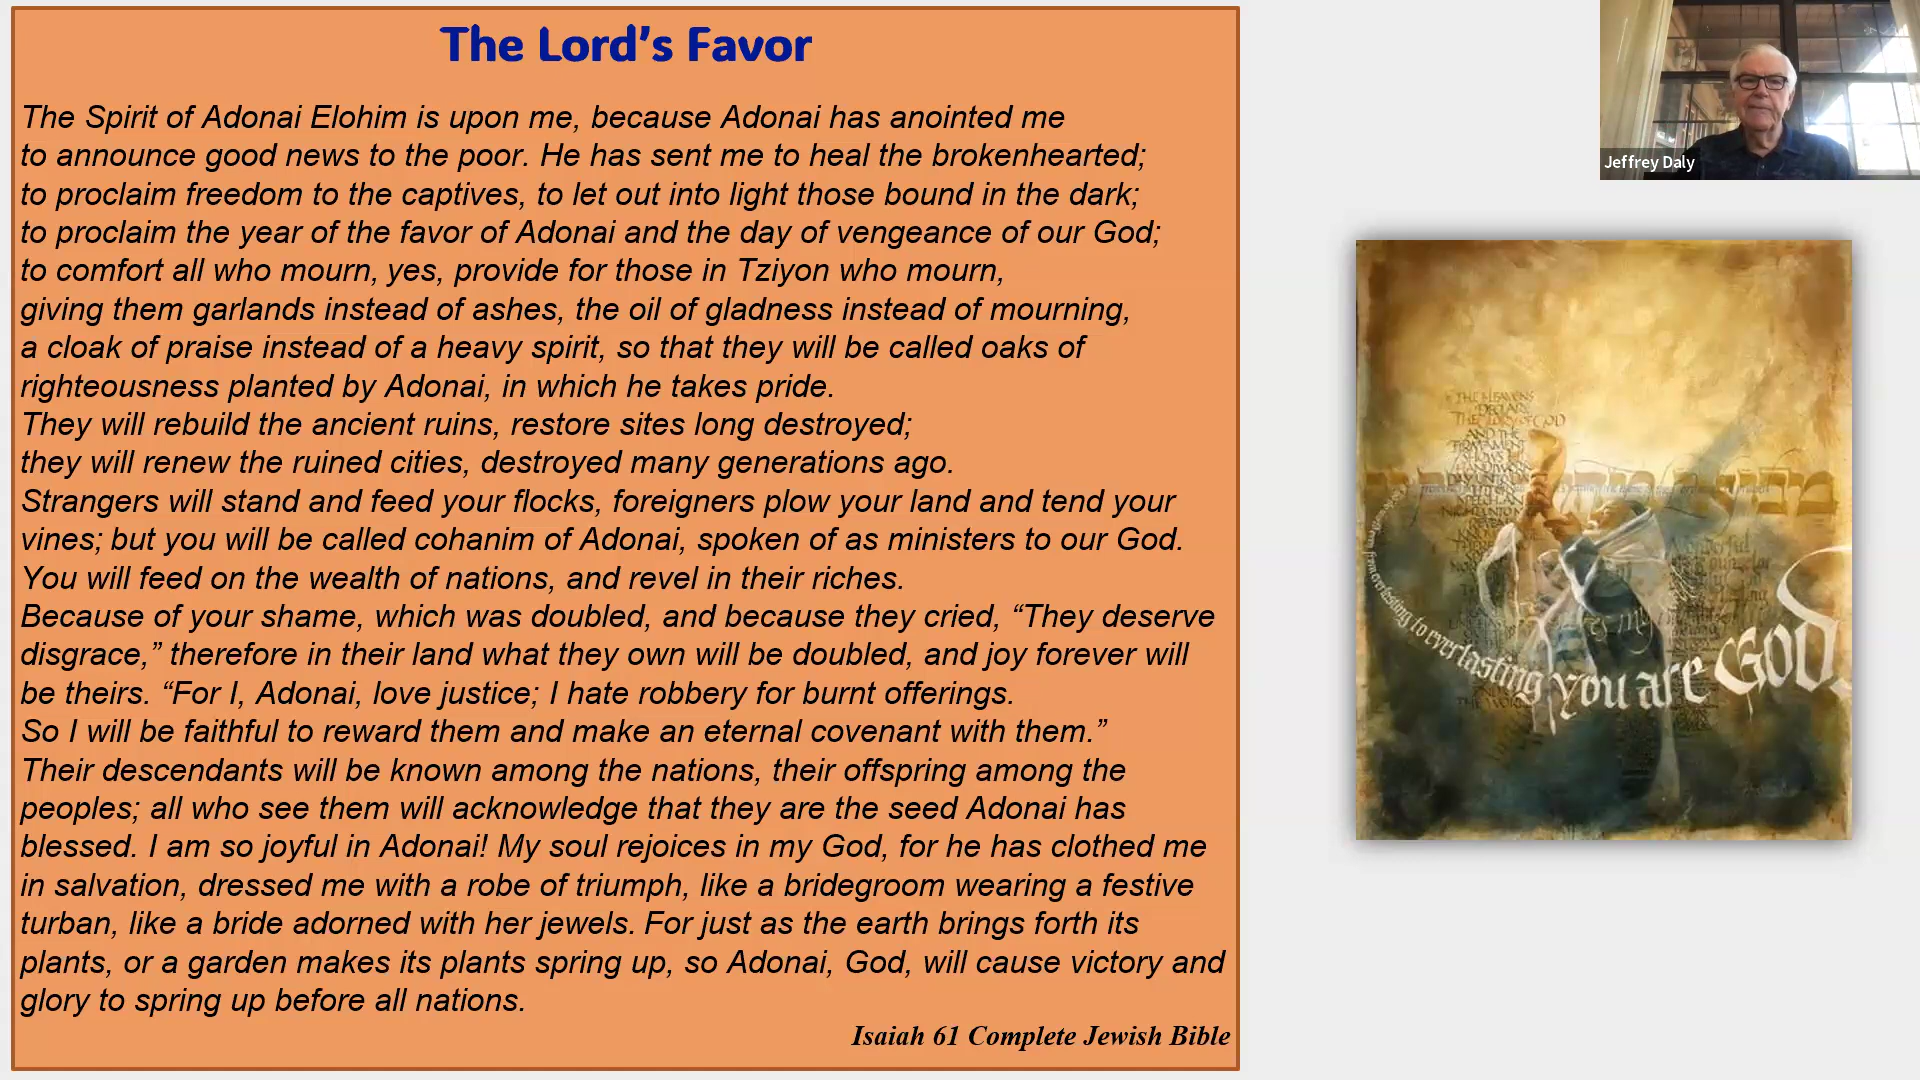 The Lord's Favor
The Spirit of Adonai Elohim is upon me, because Adonai has anointed me
to announce good news to the poor. He has sent me to heal the brokenhearted;
to proclaim freedom to the captives, to let out into light those bound in the dark;
to proclaim the year of the favor of Adonai and the day of vengeance of our God;
to comfort all who mourn, yes, provide for those in Tziyon who mourn,
giving them garlands instead of ashes, the oil of gladness instead of mourning,
a cloak of praise instead of a heavy spirit, so that they will be called oaks of
righteousness planted by Adonai, in which he takes pride.
They will rebuild the ancient ruins, restore sites long destroyed;
they will renew the ruined cities, destroyed many generations ago.
Strangers will stand and feed your flocks, foreigners plow your land and tend your
vines; but you will be called cohanim of Adonai, spoken of as ministers to our God.
You will feed on the wealth of nations, and revel in their riches.
Because of your shame, which was doubled, and because they cried, “They deserve
disgrace,” therefore in their land what they own will be doubled, and joy forever will
be theirs. “For I, Adonai, love justice; I hate robbery for burnt offerings.
So I will be faithful to reward them and make an eternal covenant with them.”
Their descendants will be known among the nations, their offspring among the
peoples; all who see them will acknowledge that they are the seed Adonai has
blessed. I am so joyful in Adonai! My soul rejoices in my God, for he has clothed me
in salvation, dressed me with a robe of triumph, like a bridegroom wearing a festive
turban, like a bride adorned with her jewels. For just as the earth brings forth its
plants, or a garden makes its plants spring up, so Adonai, God, will cause victory and
glory to spring up before all nations.
Isaiah 61 Complete Jewish Bible
Jeffrey Daly
THE HEAVENS
DECLARE
THE GLORY OF GOD
AND THE
FIRMAMENT
from everlasting to everlasting you are GOD